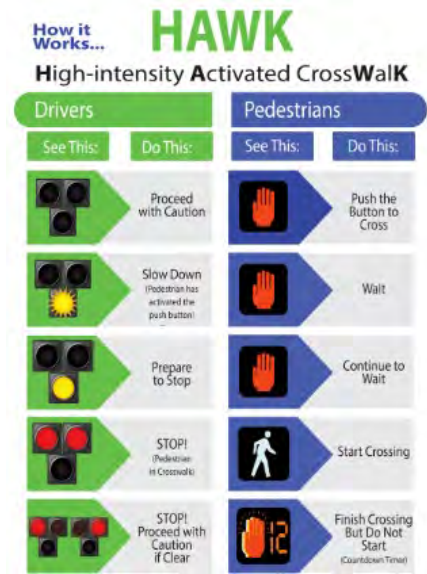 How it
Works...
HAWK
High-intensity Activated CrossWalK
Drivers
Pedestrians
See This:
Do This:
See This:
Do This:
Proceed
with Caution
Push the
Button to
Cross
Slow Down
(Pedestrian has
activated the
push button)
Wait
Prepare
to Stop
Continue to
Wait
STOP!
(Pedestrian
in Crosswalk)
Start Crossing
STOP!
Proceed with
Caution
if Clear
12
Finish Crossing
But Do Not
Start
(Countdown Timer)